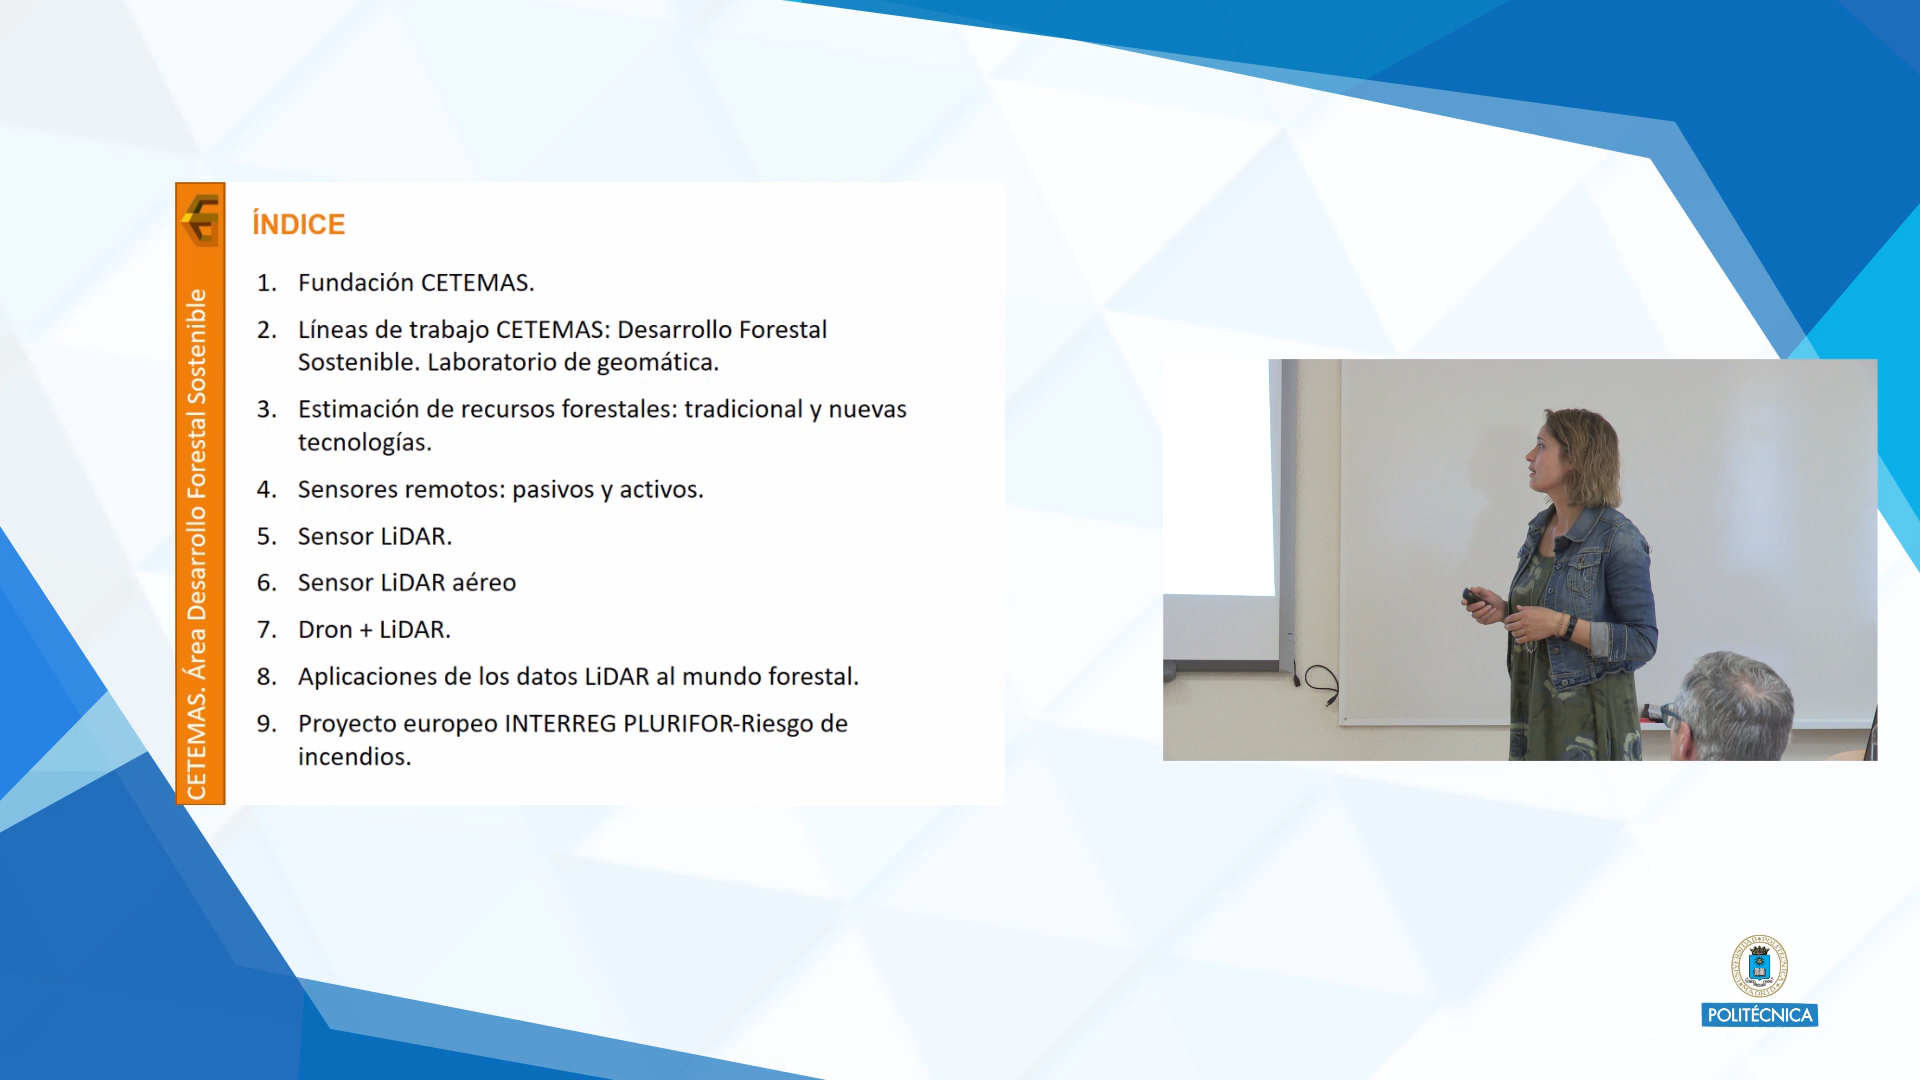 CETEMAS. Área Desarrollo Forestal Sostenible
ÍNDICE
1. Fundación CETEMAS.
2. Líneas de trabajo CETEMAS: Desarrollo Forestal
Sostenible. Laboratorio de geomática.
3. Estimación de recursos forestales: tradicional y nuevas
tecnologías.
4. Sensores remotos: pasivos y activos.
5. Sensor LiDAR.
6. Sensor LiDAR aéreo
7. Dron + LiDAR.
8. Aplicaciones de los datos LiDAR al mundo forestal.
9. Proyecto europeo INTERREG PLURIFOR-Riesgo de
incendios.
UNIVERSIDAD POLITÉCNICA
MADRID
POLITÉCNICA